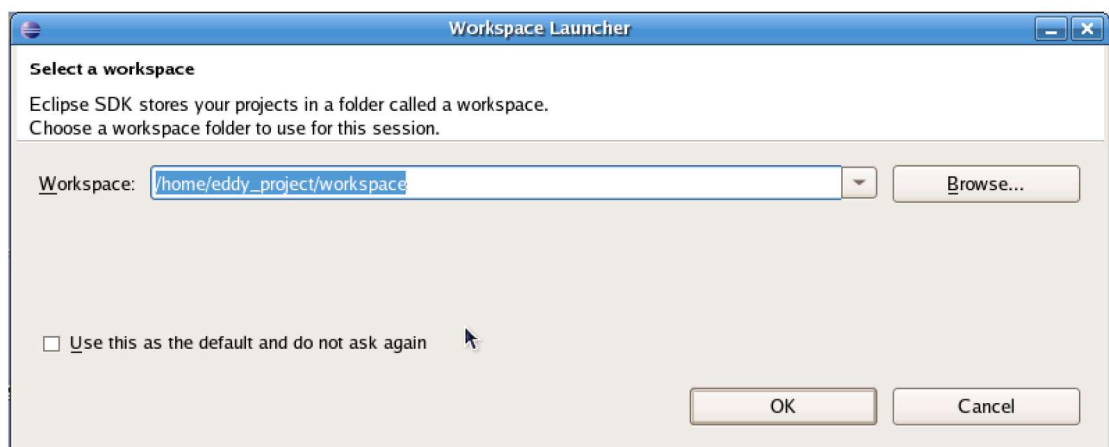 Workspace Launcher
Select a workspace
Eclipse SDK stores your projects in a folder called a workspace.
Choose a workspace folder to use for this session.
Workspace: /home/eddy_project/workspace Browse...
Use this as the default and do not ask again
OK Cancel